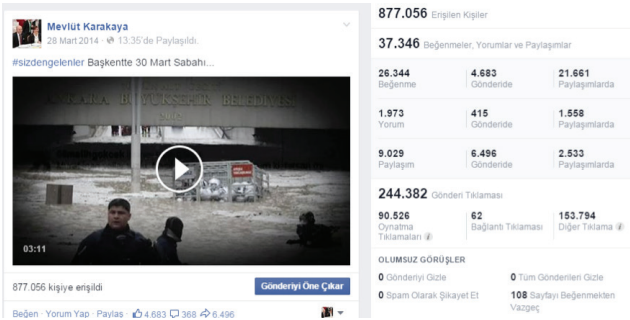 Mevlüt Karakaya
28 Mart 2014 · 13:35'de Paylaşıldı.
#sizdengelenler Başkentte 30 Mart Sabahı...
ANKARA BÜYÜKŞEHİR BELEDİYESİ
03:11
877.056 kişiye erişildi
Gönderiyi Öne Çıkar
Beğen · Yorum Yap · Paylaş · 4.683 368 6.496
877.056 Erişilen Kişiler
37.346 Beğenmeler, Yorumlar ve Paylaşımlar
26.344 4.683 21.661
Beğenme Gönderide Paylaşımlarda
1.973 415 1.558
Yorum Gönderide Paylaşımlarda
9.029 6.496 2.533
Paylaşım Gönderide Paylaşımlarda
244.382 Gönderi Tıklaması
90.526 62 153.794
Oynatma Bağlantı Tıklaması Diğer Tıklama i
Tıklamaları i
OLUMSUZ GÖRÜŞLER
0 Gönderiyi Gizle 0 Tüm Gönderileri Gizle
0 Spam Olarak Şikayet Et 108 Sayfayı Beğenmekten
Vazgeç